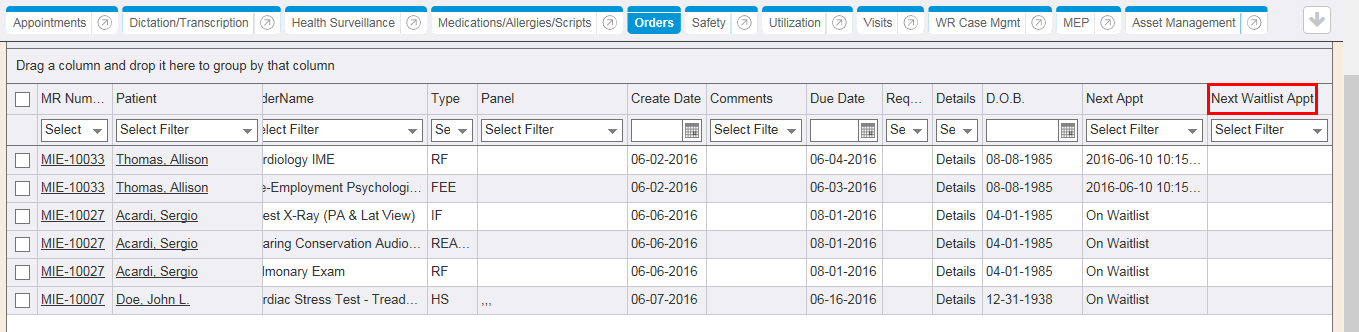 Appointments Dictation/Transcription Health Surveillance Medications/Allergies/Scripts Orders Safety Utilization Visits WR Case Mgmt MEP Asset Management
Drag a column and drop it here to group by that column
MR Num... Patient derName Type Panel Create Date Comments Due Date Req... Details D.O.B. Next Appt Next Waitlist Appt
Select Select Filter lect Filter Se Select Filter Select Filte Se Se Select Filter Select Filter
MIE-10033 Thomas, Allison rdiology IME RF 06-02-2016 06-04-2016 Details 08-08-1985 2016-06-10 10:15...
MIE-10033 Thomas, Allison e-Employment Psychologi... FEE 06-02-2016 06-03-2016 Details 08-08-1985 2016-06-10 10:15...
MIE-10027 Acardi, Sergio est X-Ray (PA & Lat View) IF 06-06-2016 08-01-2016 Details 04-01-1985 On Waitlist
MIE-10027 Acardi, Sergio aring Conservation Audio... REA... 06-06-2016 08-01-2016 Details 04-01-1985 On Waitlist
MIE-10027 Acardi, Sergio lmonary Exam RF 06-06-2016 08-01-2016 Details 04-01-1985 On Waitlist
MIE-10007 Doe, John L. rdiac Stress Test - Tread... HS ,,, 06-07-2016 06-16-2016 Details 12-31-1938 On Waitlist